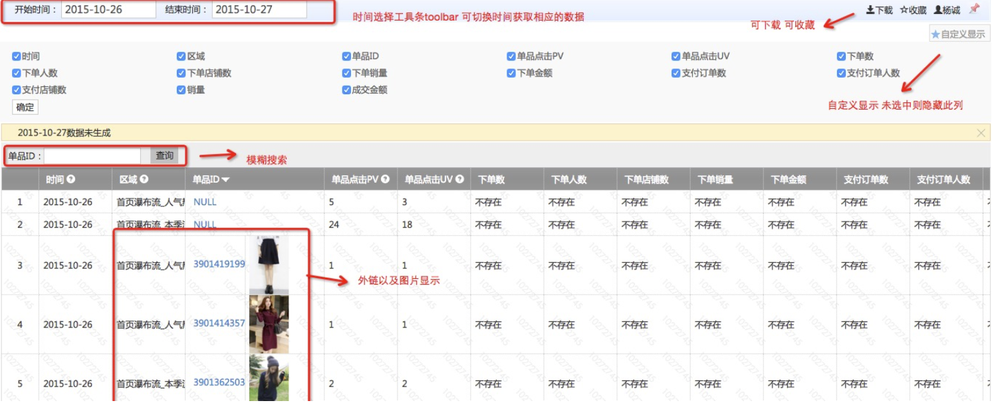 开始时间： 2015-10-26 结束时间： 2015-10-27 下载 收藏 杨诚
时间选择工具条toolbar 可切换时间获取相应的数据
可下载 可收藏
自定义显示
时间 区域 单品ID 单品点击PV 单品点击UV 下单数
下单人数 下单店铺数 下单销量 下单金额 支付订单数 支付订单人数
支付店铺数 销量 成交金额
确定
自定义显示 未选中则隐藏此列
2015-10-27数据未生成
单品ID： 查询
模糊搜索
时间 区域 单品ID 单品点击PV 单品点击UV 下单数 下单人数 下单店铺数 下单销量 下单金额 支付订单数 支付订单人数
1 2015-10-26 首页瀑布流_人气 NULL 5 3 不存在 不存在 不存在 不存在 不存在 不存在 不存在
2 2015-10-26 首页瀑布流_本季 NULL 24 18 不存在 不存在 不存在 不存在 不存在 不存在 不存在
3 2015-10-26 首页瀑布流_人气 3901419199 1 1 不存在 不存在 不存在 不存在 不存在 不存在 不存在
外链以及图片显示
4 2015-10-26 首页瀑布流_人气 3901414357 1 1 不存在 不存在 不存在 不存在 不存在 不存在 不存在
5 2015-10-26 首页瀑布流_本季 3901362503 2 2 不存在 不存在 不存在 不存在 不存在 不存在 不存在